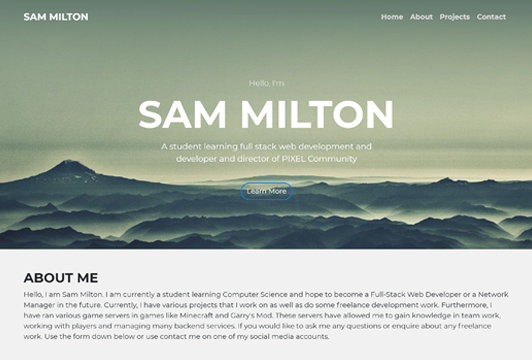 SAM MILTON
Home About Projects Contact
Hello, I'm
SAM MILTON
A student learning full stack web development and
developer and director of PIXEL Community
Learn More
ABOUT ME
Hello, I am Sam Milton. I am currently a student learning Computer Science and hope to become a Full-Stack Web Developer or a Network
Manager in the future. Currently, I have various projects that I work on as well as do some freelance development work. Furthermore, I
have ran various game servers in games like Minecraft and Garry's Mod. These servers have allowed me to gain knowledge in team work,
working with players and managing many backend services. If you would like to ask me any questions or enquire about any freelance
work. Use the form down below or use contact me on one of my social media accounts.